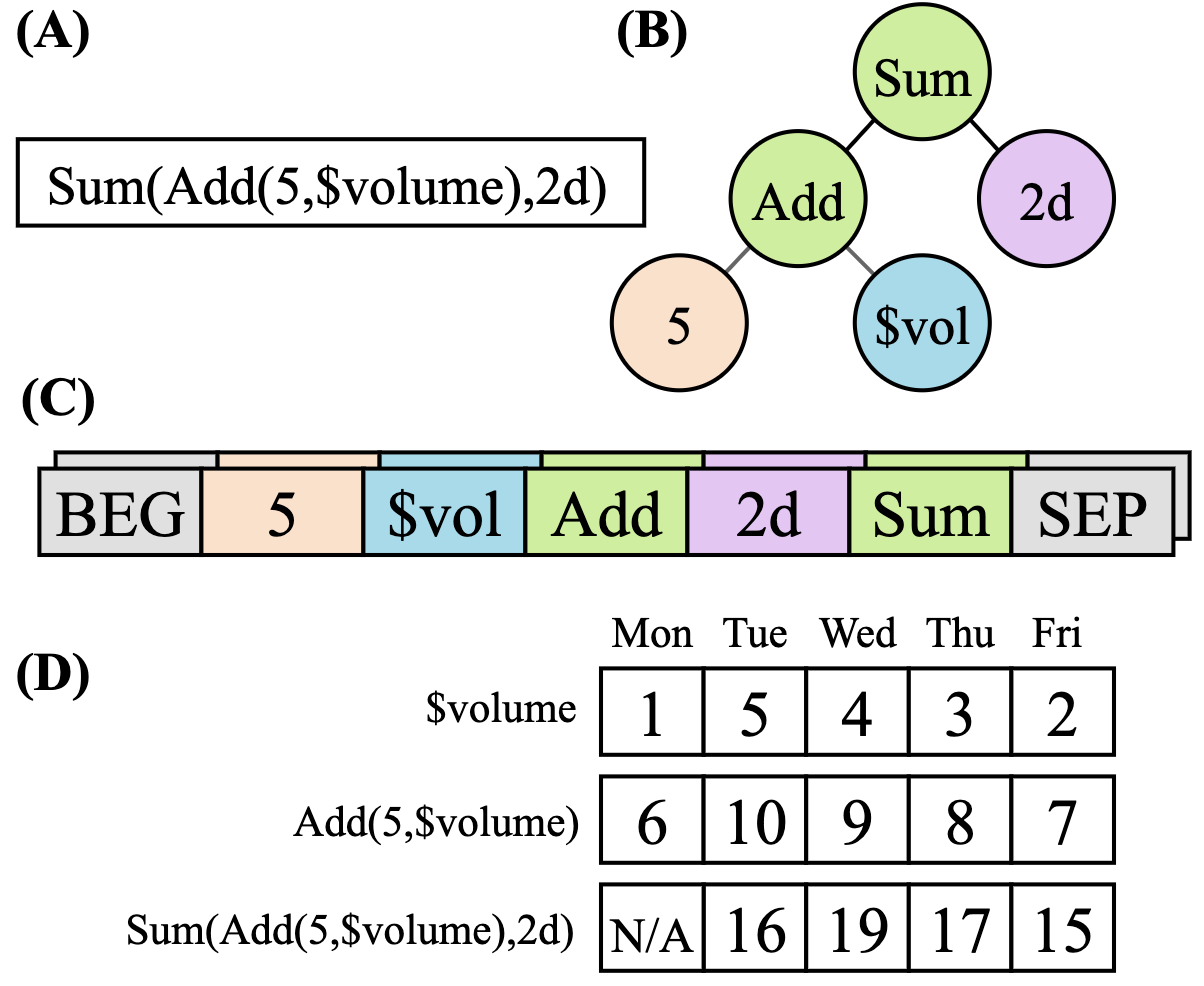 (A)
Sum(Add(5,$volume),2d)
(B)
Sum
Add
2d
5
$vol
(C)
BEG 5 $vol Add 2d Sum SEP
(D)
Mon Tue Wed Thu Fri
$volume 1 5 4 3 2
Add(5,$volume) 6 10 9 8 7
Sum(Add(5,$volume),2d) N/A 16 19 17 15